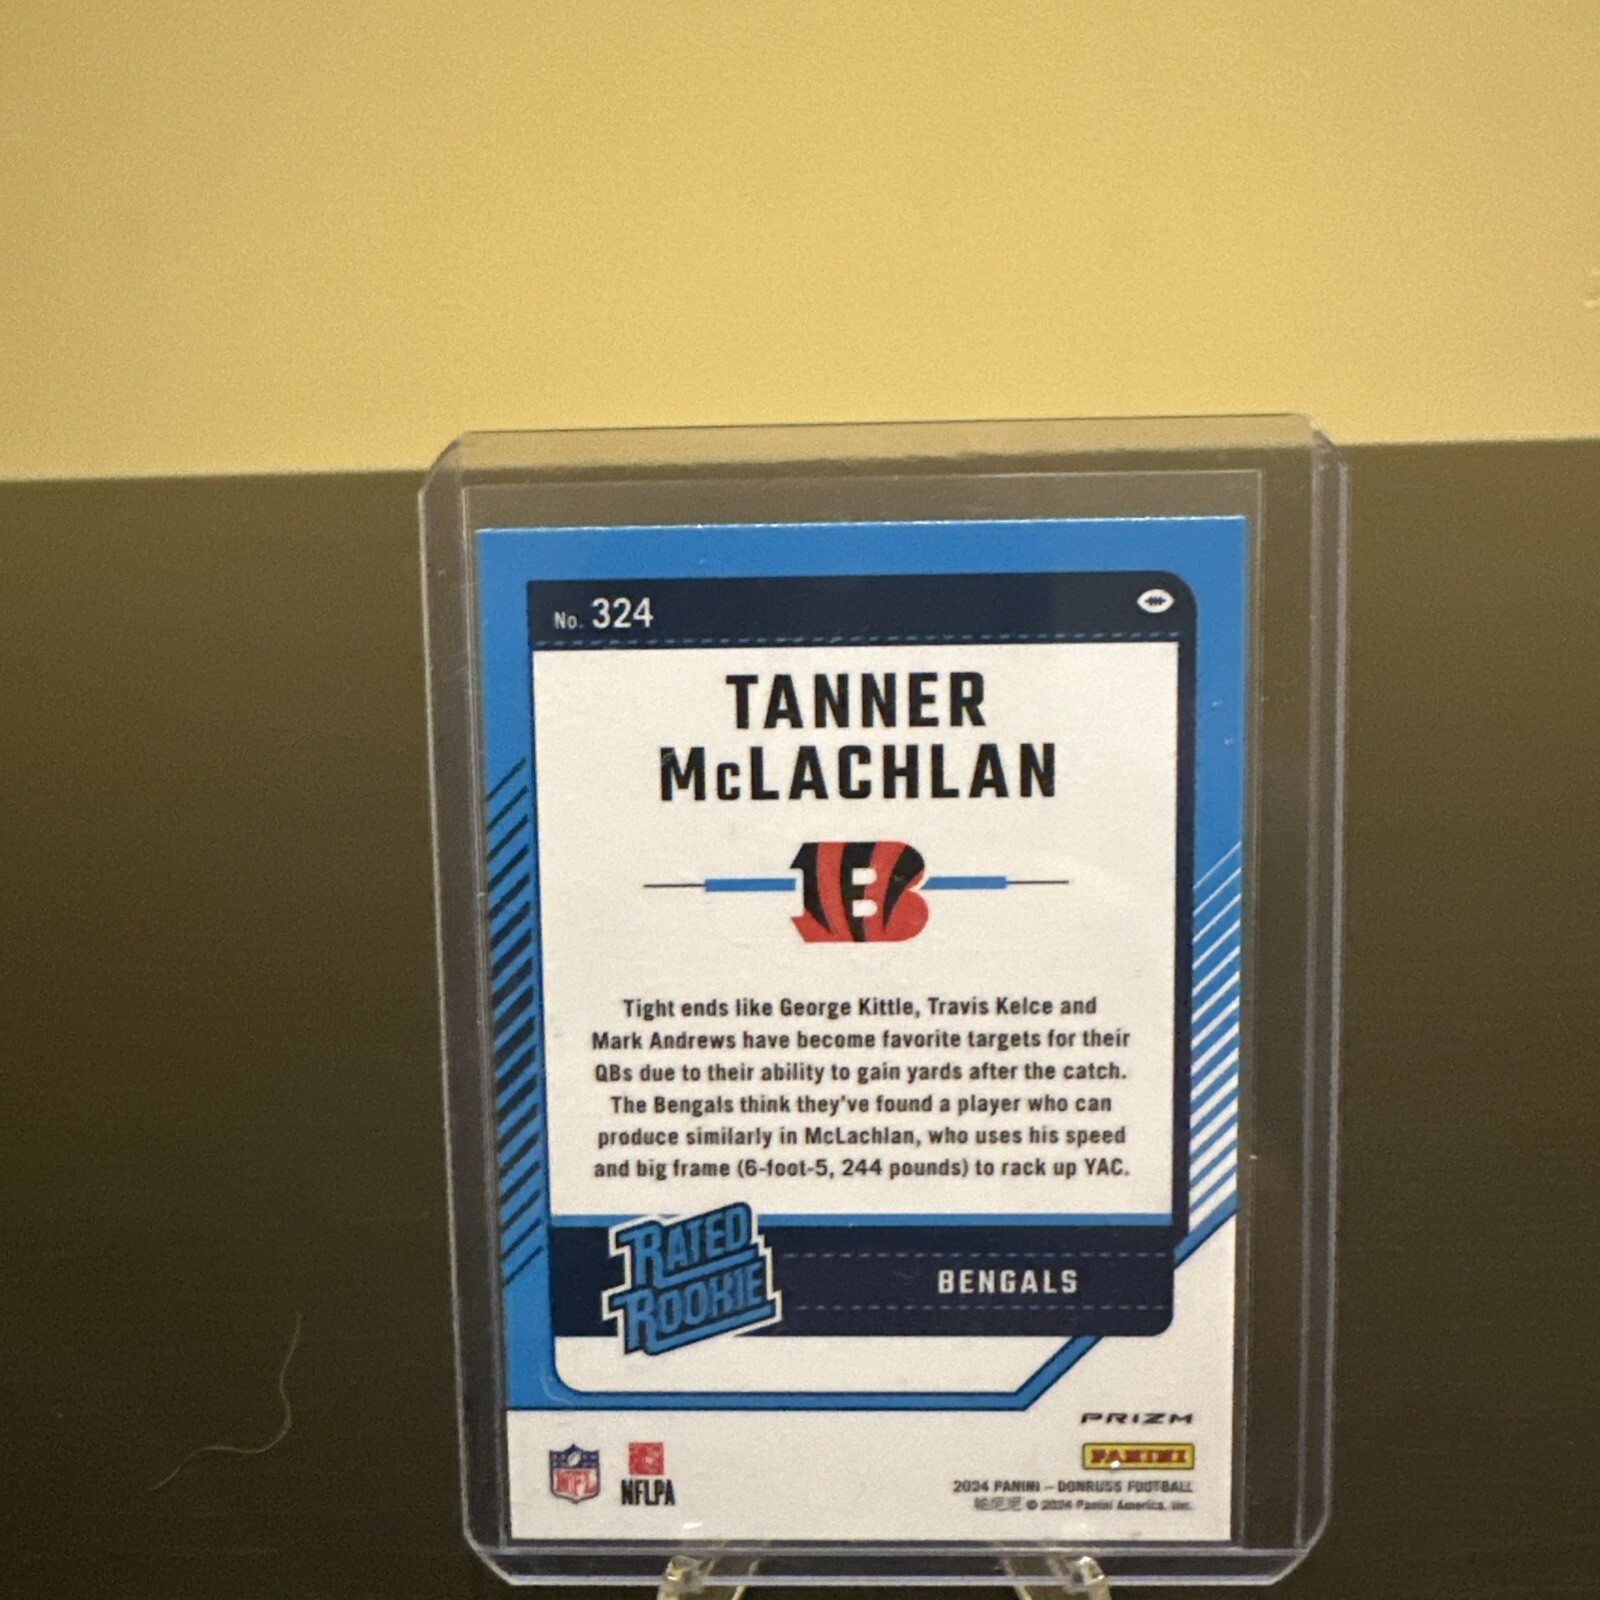 No. 324
TANNER
McLACHLAN
Tight ends like George Kittle, Travis Kelce and
Mark Andrews have become favorite targets for their
QBs due to their ability to gain yards after the catch.
The Bengals think they've found a player who can
produce similarly in McLachlan, who uses his speed
and big frame (6-foot-5, 244 pounds) to rack up YAC.
RATED
ROOKIE
BENGALS
PRIZM
PANINI
NFL
NFLPA
2024 PANINI – DONRUSS FOOTBALL
© 2024 Panini America, Inc.